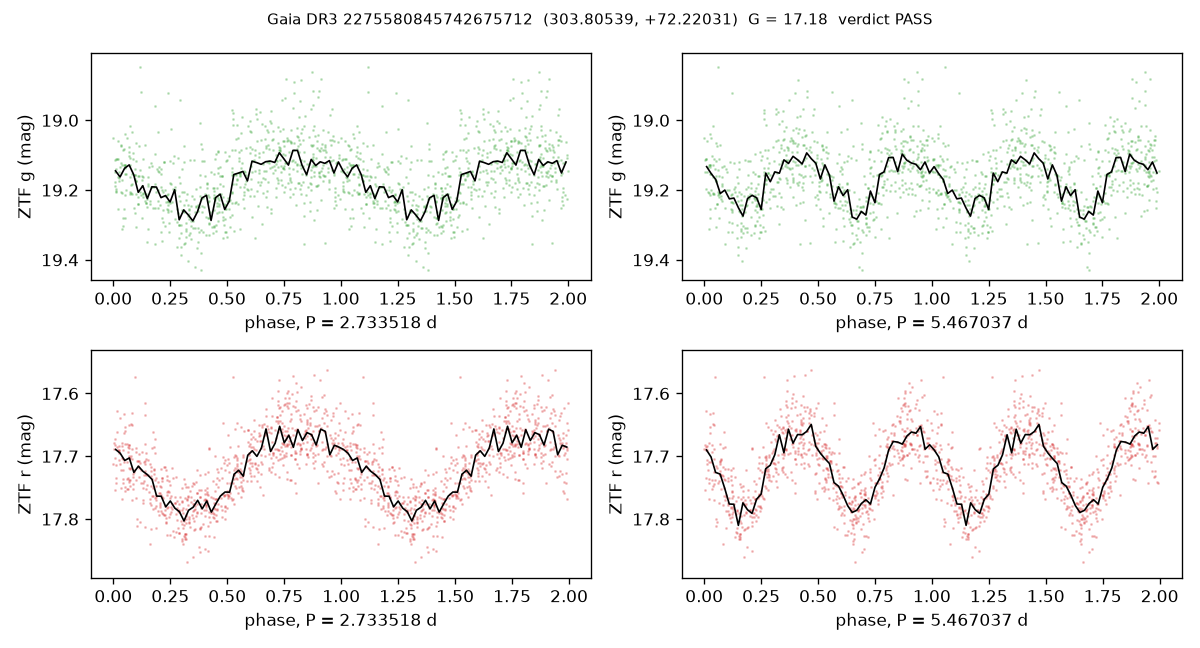 Gaia DR3 2275580845742675712  (303.80539, +72.22031)  G = 17.18  verdict PASS
ZTF g (mag)
19.0
19.2
19.4
0.00 0.25 0.50 0.75 1.00 1.25 1.50 1.75 2.00
phase, P = 2.733518 d
ZTF g (mag)
19.0
19.2
19.4
0.00 0.25 0.50 0.75 1.00 1.25 1.50 1.75 2.00
phase, P = 5.467037 d
ZTF r (mag)
17.6
17.7
17.8
0.00 0.25 0.50 0.75 1.00 1.25 1.50 1.75 2.00
phase, P = 2.733518 d
ZTF r (mag)
17.6
17.7
17.8
0.00 0.25 0.50 0.75 1.00 1.25 1.50 1.75 2.00
phase, P = 5.467037 d